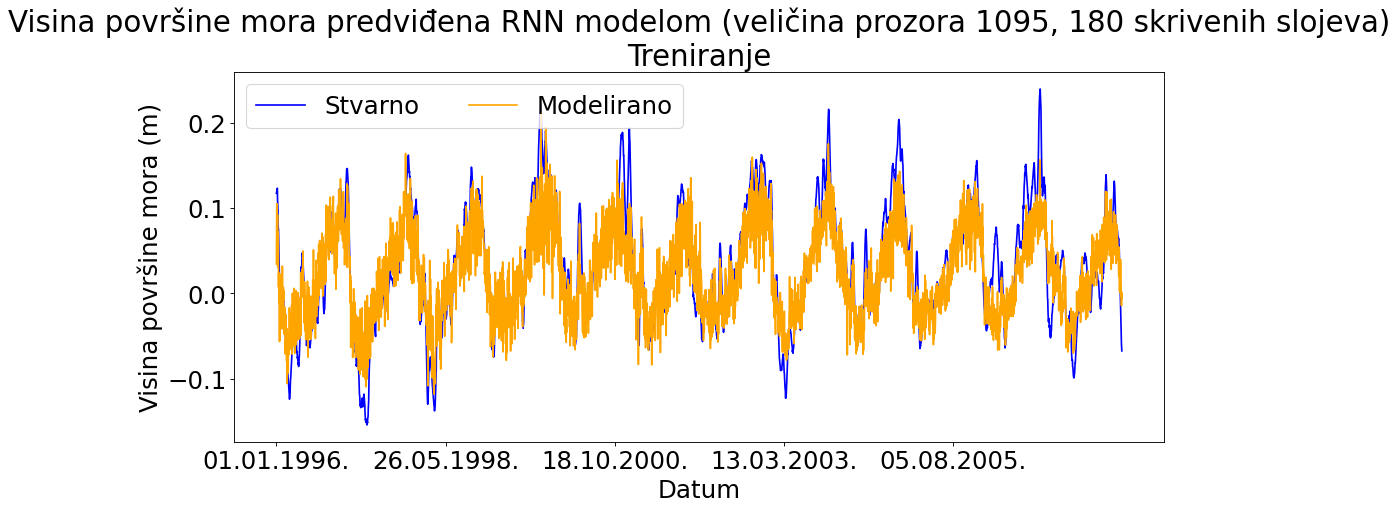 Visina površine mora predviđena RNN modelom (veličina prozora 1095, 180 skrivenih slojeva)
Treniranje
Stvarno Modelirano
Visina površine mora (m)
0.2
0.1
0.0
−0.1
01.01.1996. 26.05.1998. 18.10.2000. 13.03.2003. 05.08.2005.
Datum